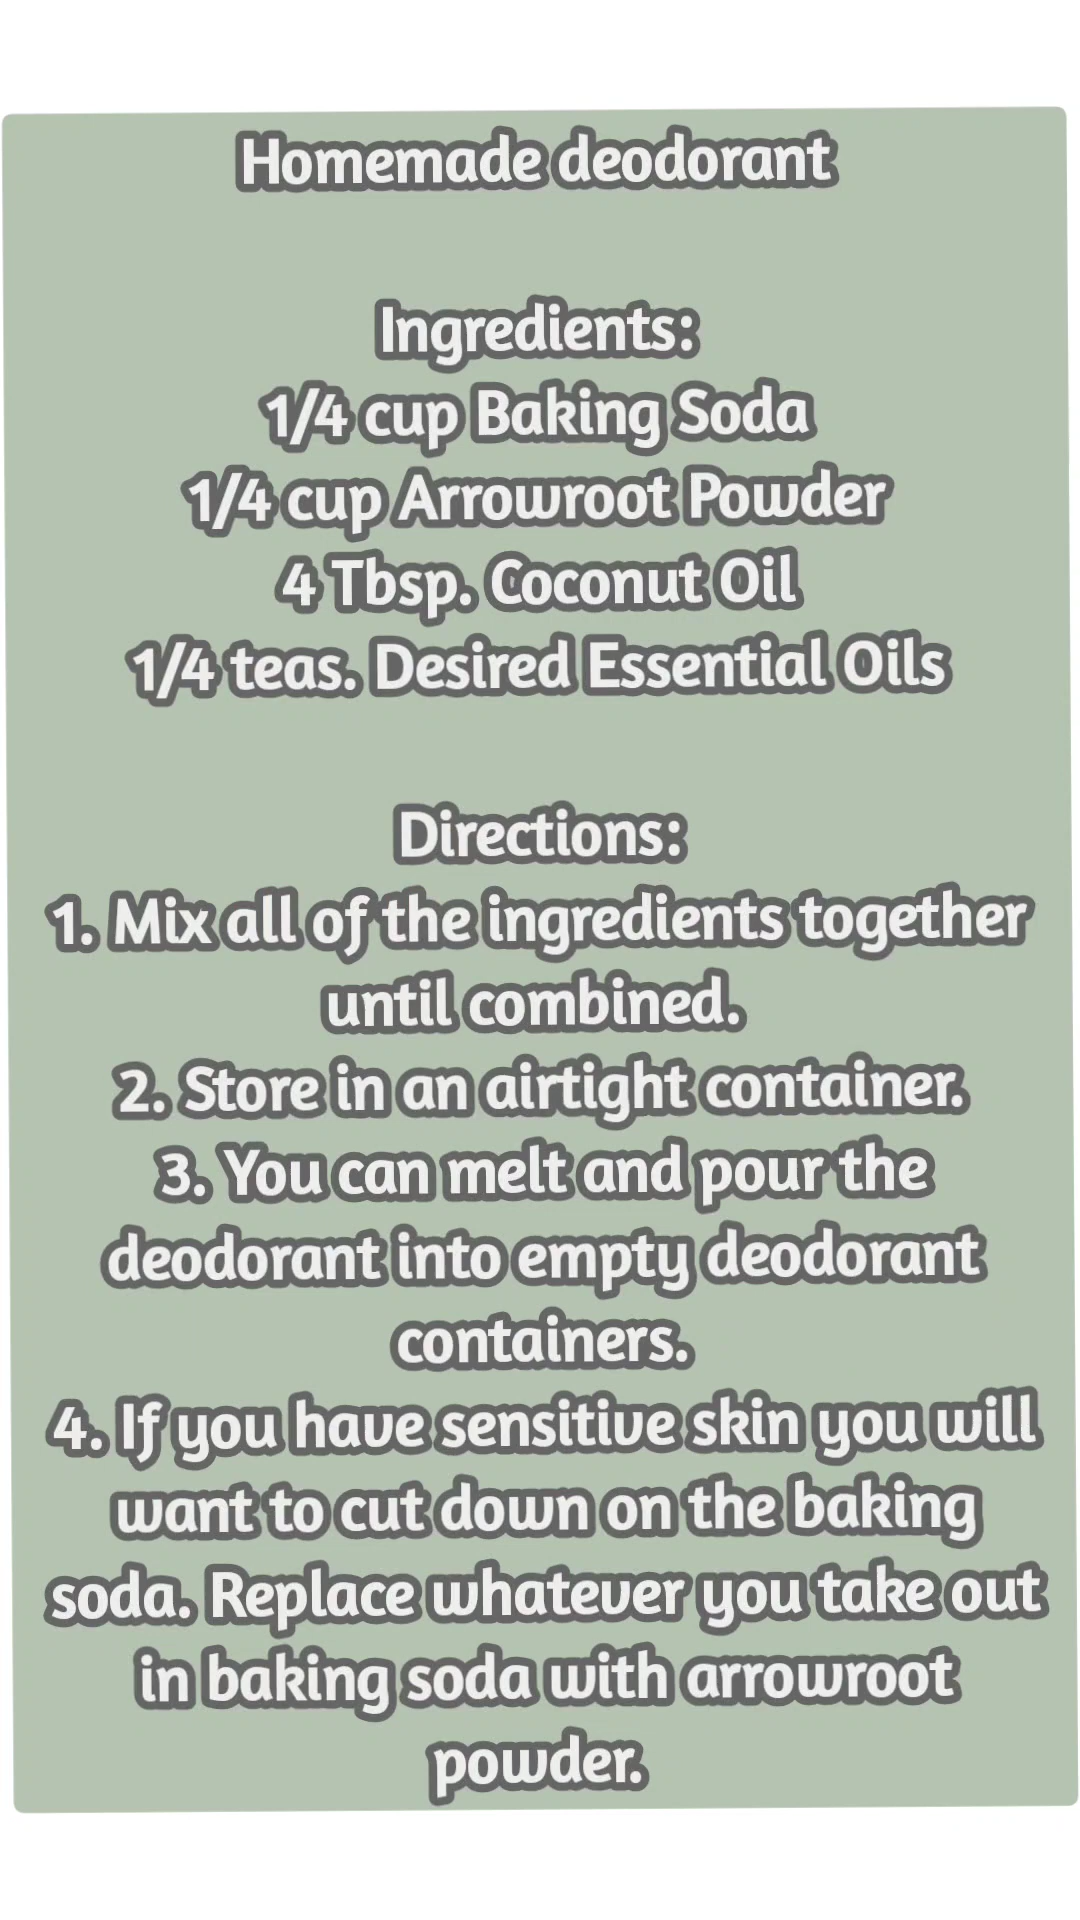 Homemade deodorant
Ingredients:
1/4 cup Baking Soda
1/4 cup Arrowroot Powder
4 Tbsp. Coconut Oil
1/4 teas. Desired Essential Oils
Directions:
1. Mix all of the ingredients together
until combined.
2. Store in an airtight container.
3. You can melt and pour the
deodorant into empty deodorant
containers.
4. If you have sensitive skin you will
want to cut down on the baking
soda. Replace whatever you take out
in baking soda with arrowroot
powder.